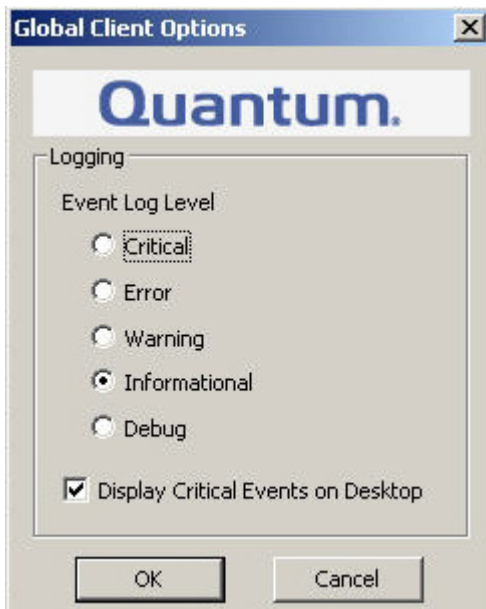 Global Client Options
Quantum.
Logging
Event Log Level
Critical
Error
Warning
Informational
Debug
Display Critical Events on Desktop
OK Cancel